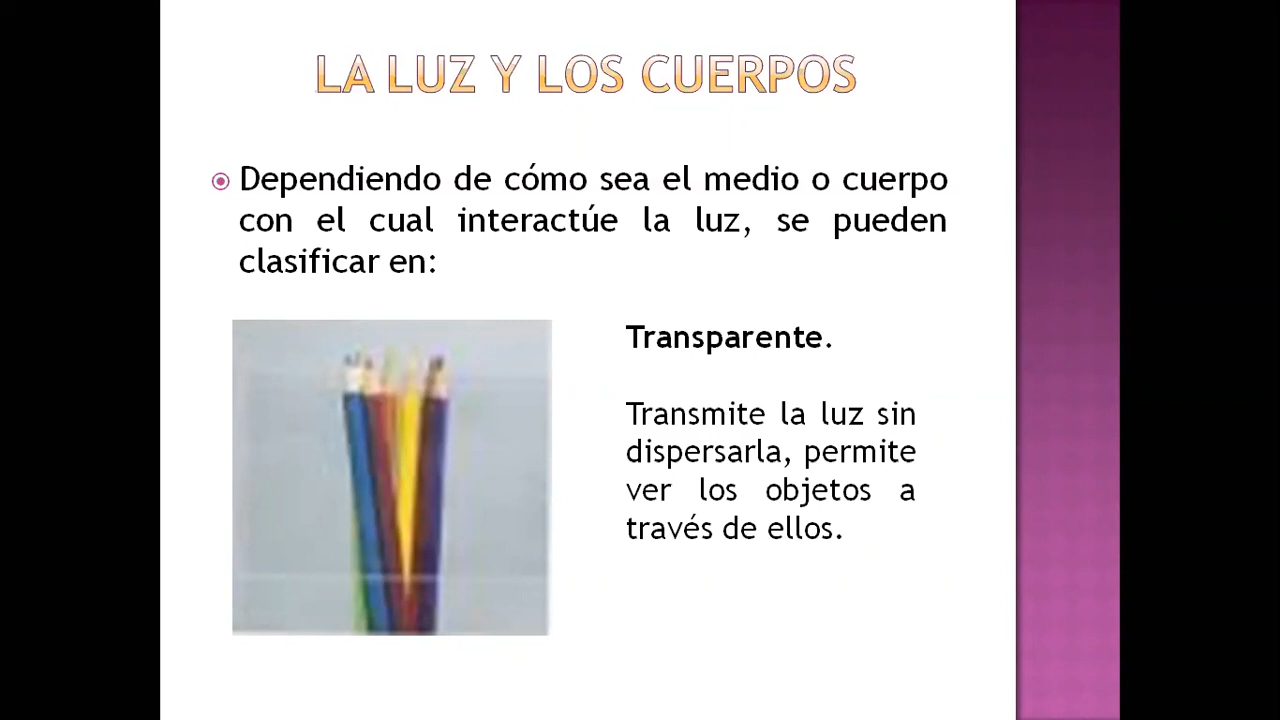 LA LUZ Y LOS CUERPOS
Dependiendo de cómo sea el medio o cuerpo
con el cual interactúe la luz, se pueden
clasificar en:
Transparente.
Transmite la luz sin
dispersarla, permite
ver los objetos a
través de ellos.